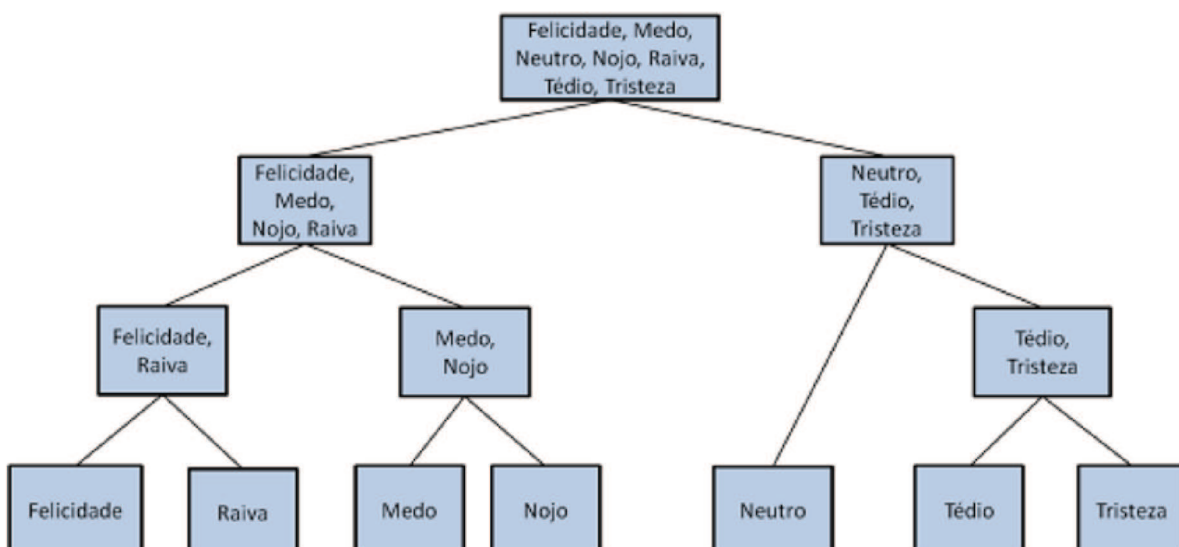 Felicidade, Medo,
Neutro, Nojo, Raiva,
Tédio, Tristeza
Felicidade,
Medo,
Nojo, Raiva
Neutro,
Tédio,
Tristeza
Felicidade,
Raiva
Medo,
Nojo
Tédio,
Tristeza
Felicidade
Raiva
Medo
Nojo
Neutro
Tédio
Tristeza